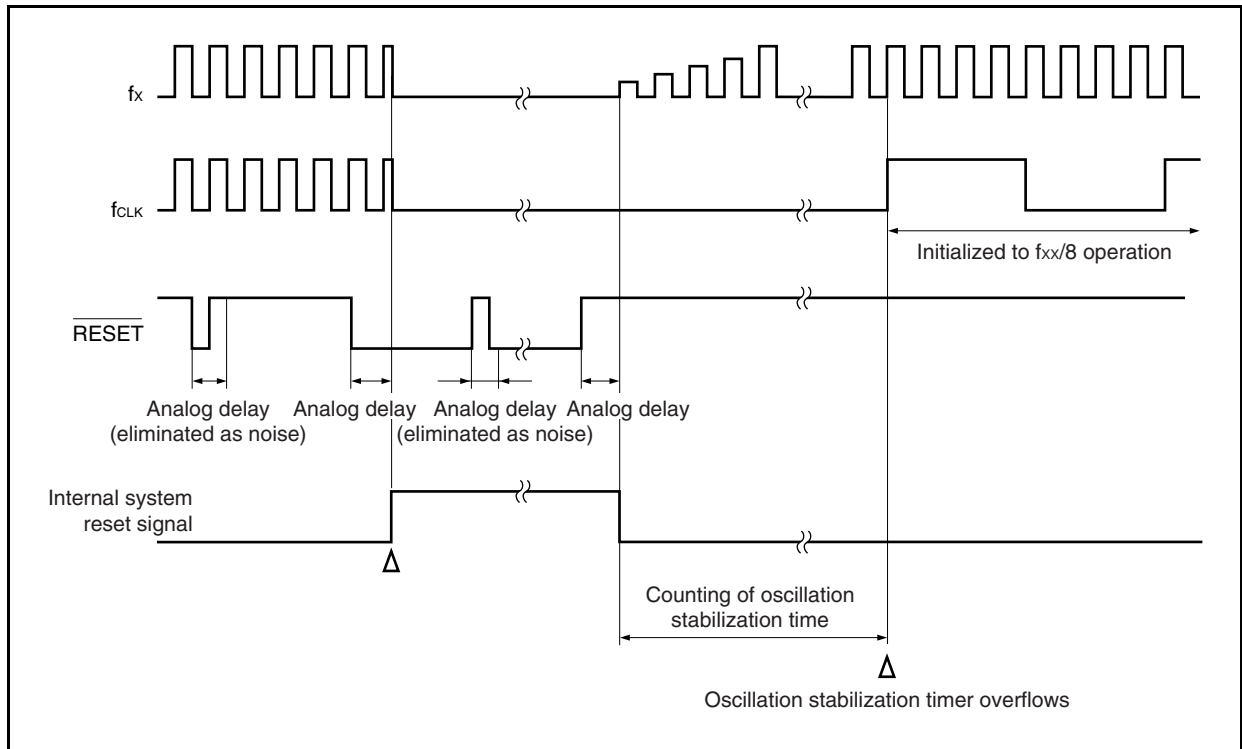 fX
fCLK
Initialized to fXX/8 operation
RESET
Analog delay
(eliminated as noise)
Analog delay
Analog delay
(eliminated as noise)
Analog delay
Internal system
reset signal
Counting of oscillation
stabilization time
Oscillation stabilization timer overflows